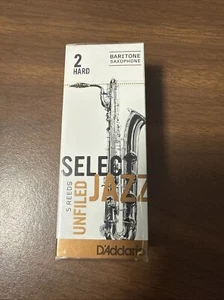 2
HARD
BARITONE
SAXOPHONE
SELECT
JAZZ
UNFILED
5 REEDS
D'Addario